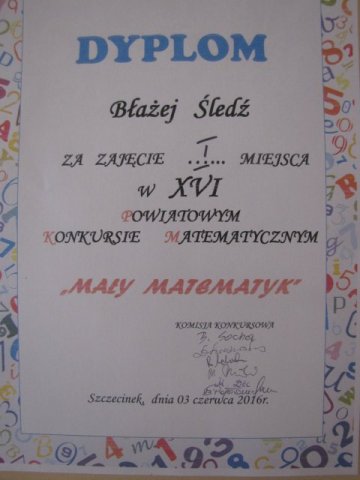 DYPLOM
Błażej Śledź
ZA ZAJĘCIE ...I... MIEJSCA
W XVI
POWIATOWYM
KONKURSIE MATEMATYCZNYM
„MAŁY MATEMATYK"
KOMISJA KONKURSOWA
B. Socha
Szczecinek, dnia 03 czerwca 2016r.